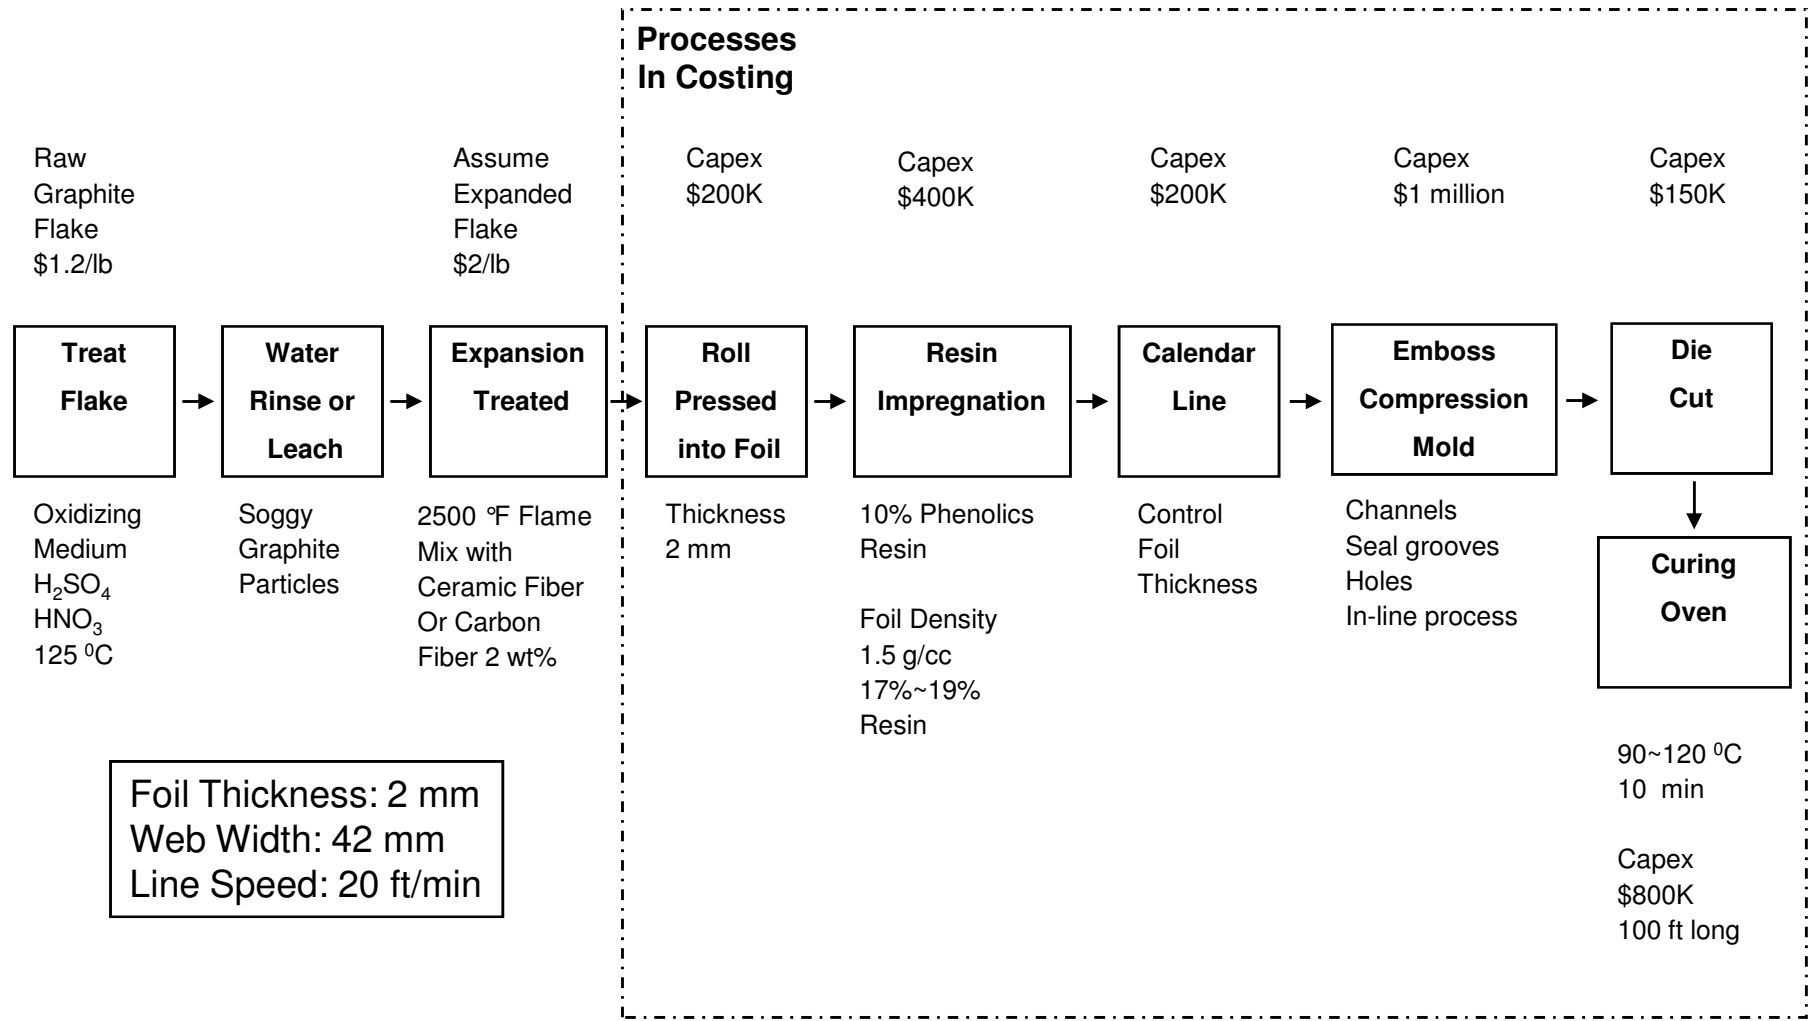 Processes
In Costing
Raw
Graphite
Flake
$1.2/lb
Assume
Expanded
Flake
$2/lb
Capex
$200K
Capex
$400K
Capex
$200K
Capex
$1 million
Capex
$150K
Treat
Flake
Water
Rinse or
Leach
Expansion
Treated
Roll
Pressed
into Foil
Resin
Impregnation
Calendar
Line
Emboss
Compression
Mold
Die
Cut
Oxidizing
Medium
H₂SO₄
HNO₃
125 ⁰C
Soggy
Graphite
Particles
2500 °F Flame
Mix with
Ceramic Fiber
Or Carbon
Fiber 2 wt%
Thickness
2 mm
10% Phenolics
Resin
Foil Density
1.5 g/cc
17%~19%
Resin
Control
Foil
Thickness
Channels
Seal grooves
Holes
In-line process
Curing
Oven
90~120 ⁰C
10 min
Capex
$800K
100 ft long
Foil Thickness: 2 mm
Web Width: 42 mm
Line Speed: 20 ft/min